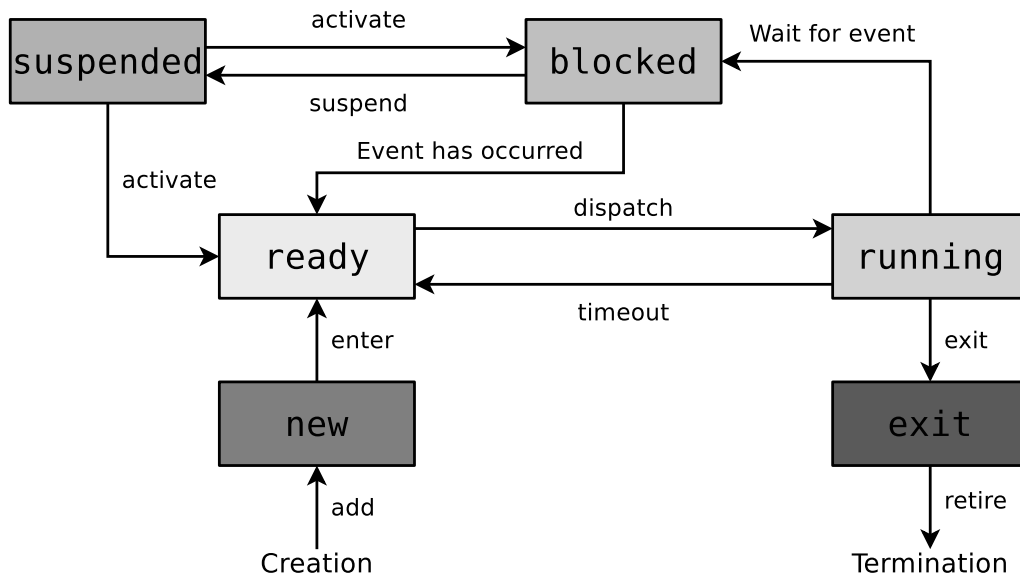 activate
Wait for event
suspended
blocked
suspend
Event has occurred
activate
dispatch
ready
running
timeout
enter
exit
new
exit
add
retire
Creation
Termination